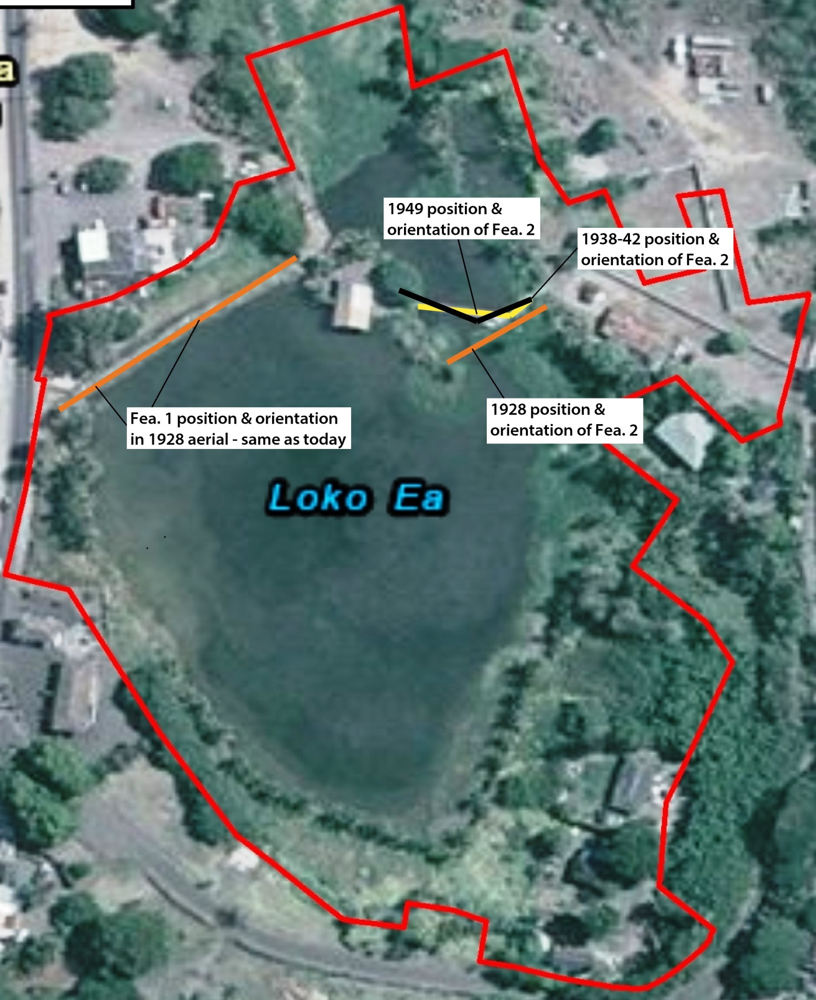 a
1949 position &
orientation of Fea. 2
1938-42 position &
orientation of Fea. 2
Fea. 1 position & orientation
in 1928 aerial - same as today
1928 position &
orientation of Fea. 2
Loko Ea